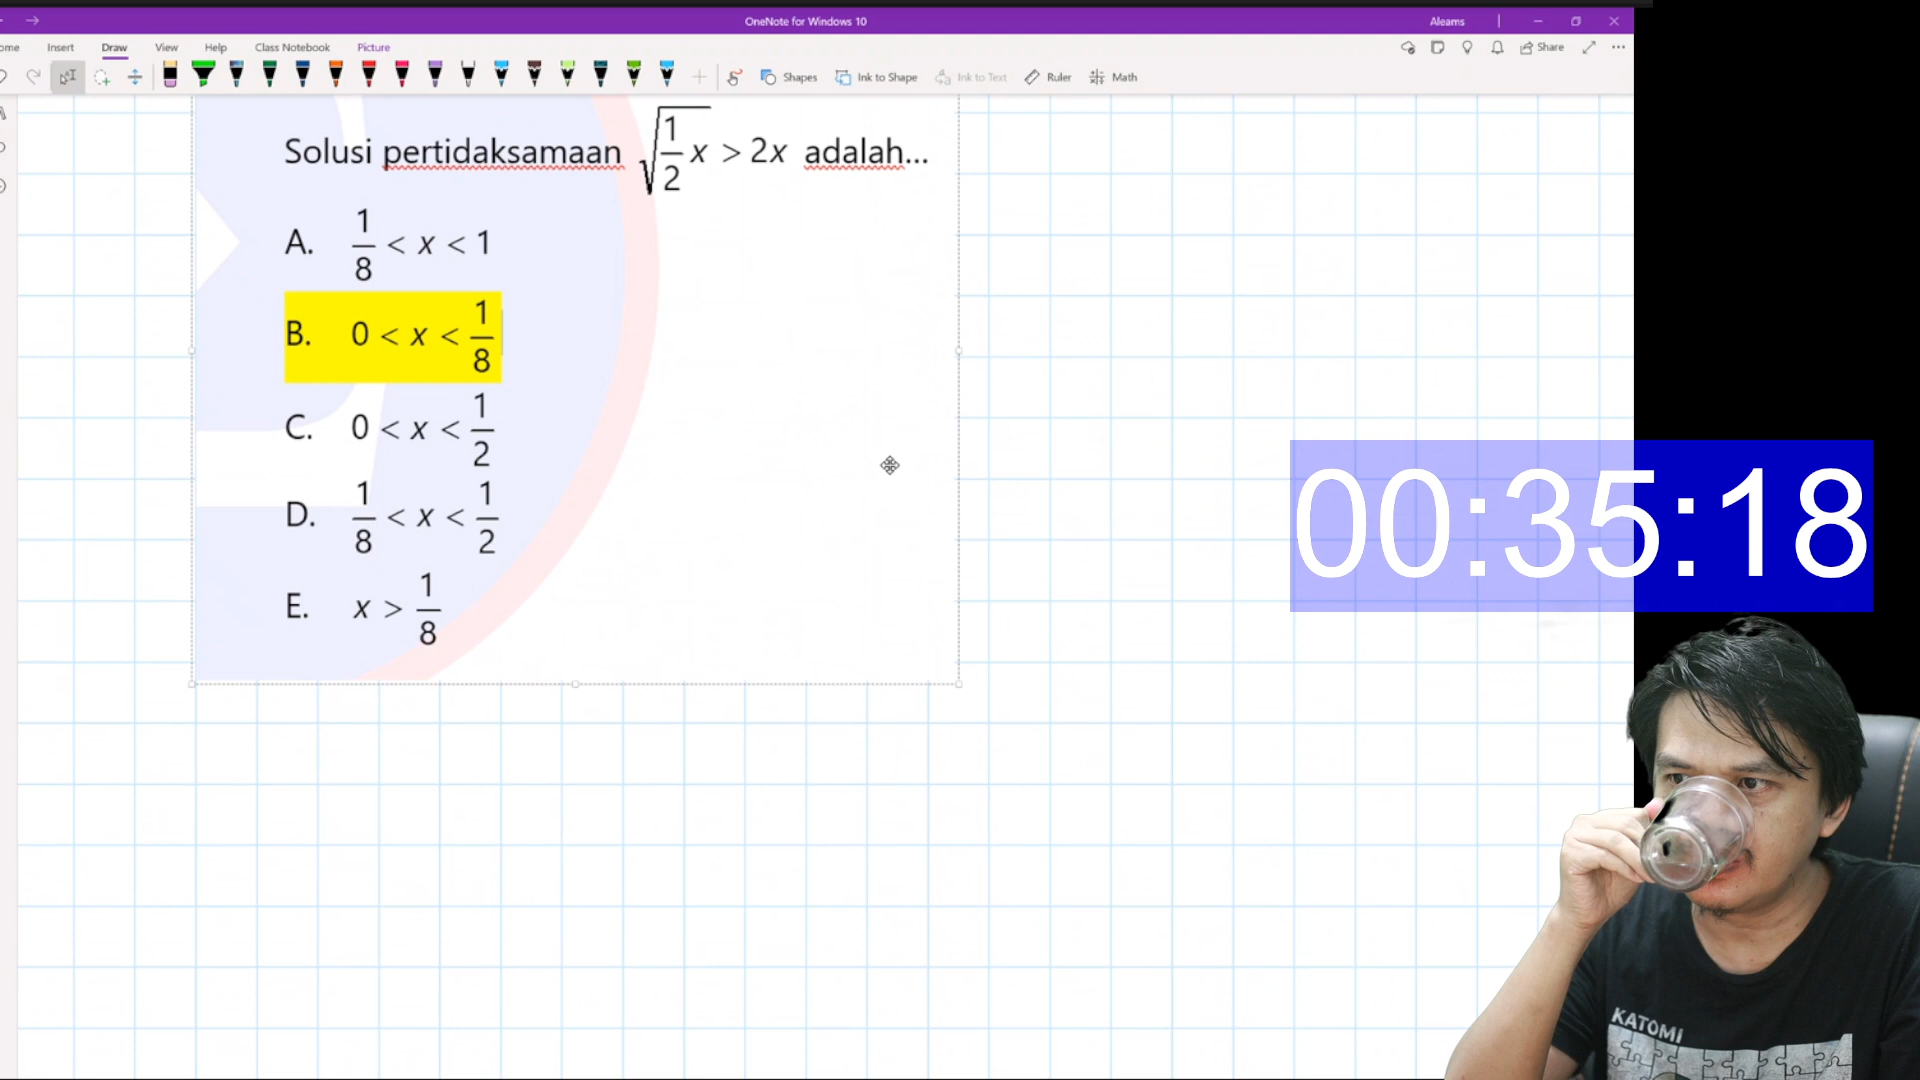 OneNote for Windows 10
Aleams
ome Insert Draw View Help Class Notebook Picture
Share
Shapes Ink to Shape Ink to Text Ruler Math
Solusi pertidaksamaan √(1/2 x) > 2x adalah...
A. 1/8 < x < 1
B. 0 < x < 1/8
C. 0 < x < 1/2
D. 1/8 < x < 1/2
E. x > 1/8
00:35:18
KATOMI